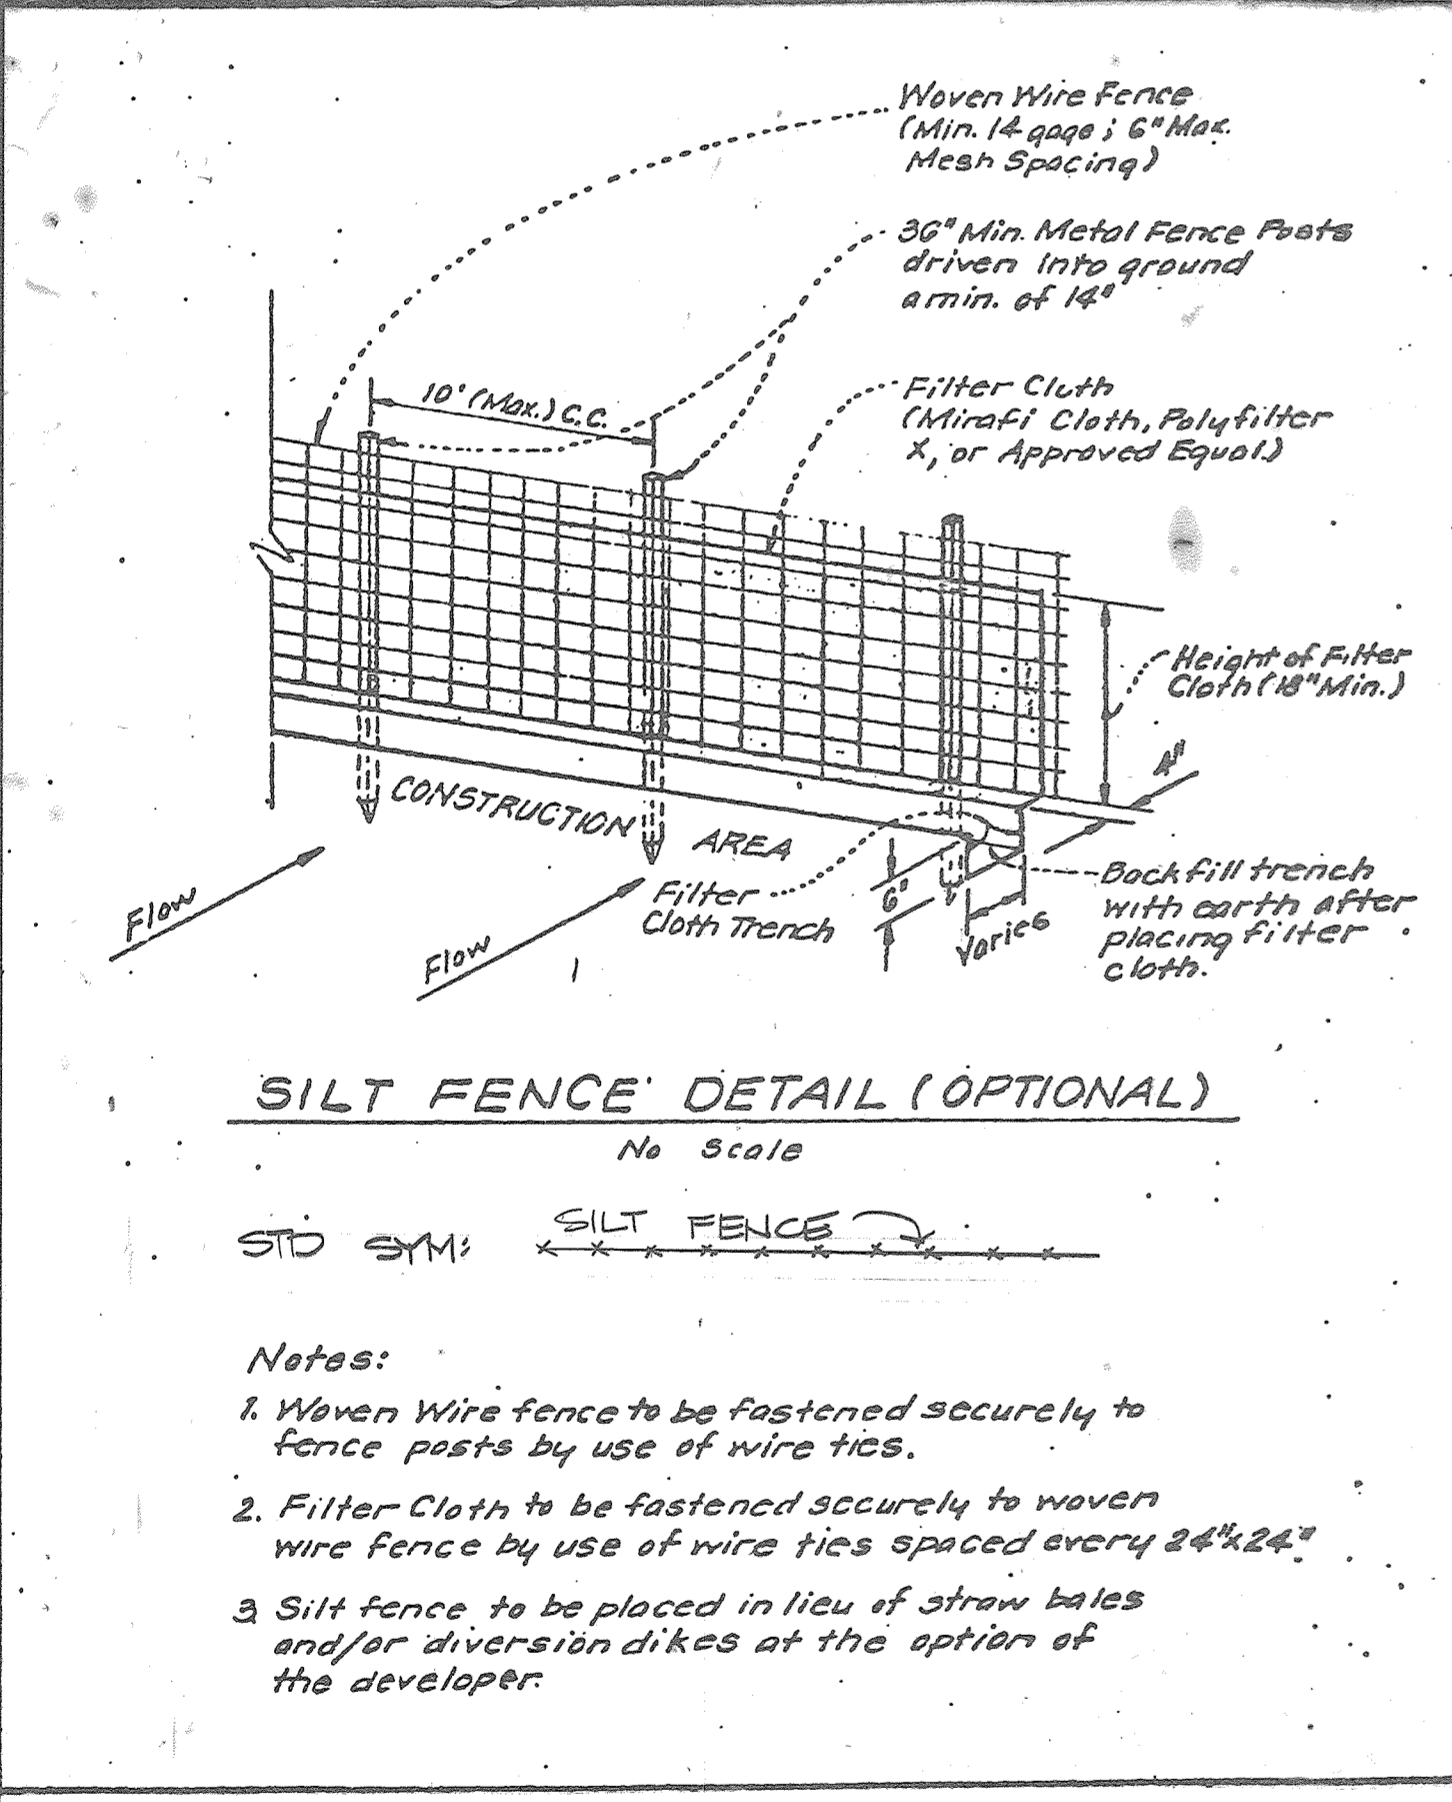 Woven Wire Fence
(Min. 14 gage; 6" Max.
Mesh Spacing)
36" Min. Metal Fence Posts
driven into ground
a min. of 14"
10' (Max.) C.C.
Filter Cloth
(Mirafi Cloth, Polyfilter
X, or Approved Equal.)
Height of Filter
Cloth (18" Min.)
4"
CONSTRUCTION AREA
Flow
Flow
Filter
Cloth Trench
6"
Varies
Backfill trench
with earth after
placing filter
cloth.
SILT FENCE DETAIL (OPTIONAL)
No Scale
STD SYM:
SILT FENCE
Notes:
1. Woven Wire fence to be fastened securely to
fence posts by use of wire ties.
2. Filter Cloth to be fastened securely to woven
wire fence by use of wire ties spaced every 24"x24"
3 Silt fence to be placed in lieu of straw bales
and/or diversion dikes at the option of
the developer.